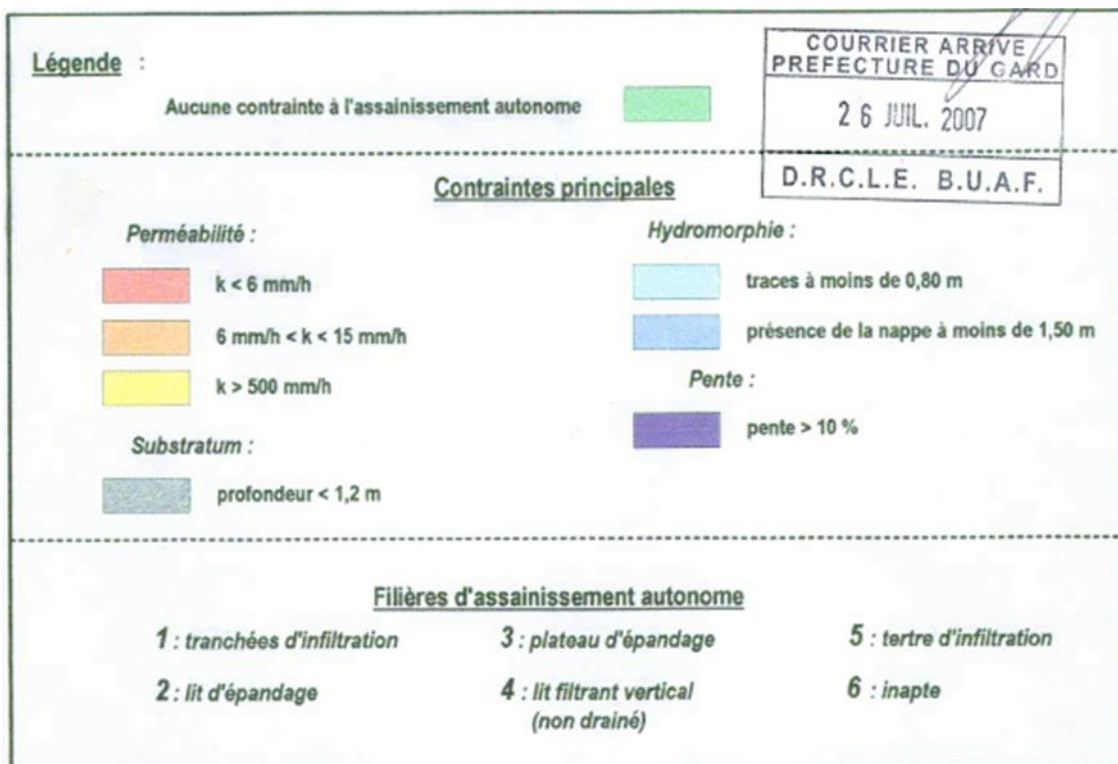 Légende :
Aucune contrainte à l'assainissement autonome
COURRIER ARRIVE
PREFECTURE DU GARD
26 JUIL. 2007
D.R.C.L.E. B.U.A.F.
Contraintes principales
Perméabilité :
k < 6 mm/h
6 mm/h < k < 15 mm/h
k > 500 mm/h
Substratum :
profondeur < 1,2 m
Hydromorphie :
traces à moins de 0,80 m
présence de la nappe à moins de 1,50 m
Pente :
pente > 10 %
Filières d'assainissement autonome
1 : tranchées d'infiltration
2 : lit d'épandage
3 : plateau d'épandage
4 : lit filtrant vertical
(non drainé)
5 : tertre d'infiltration
6 : inapte